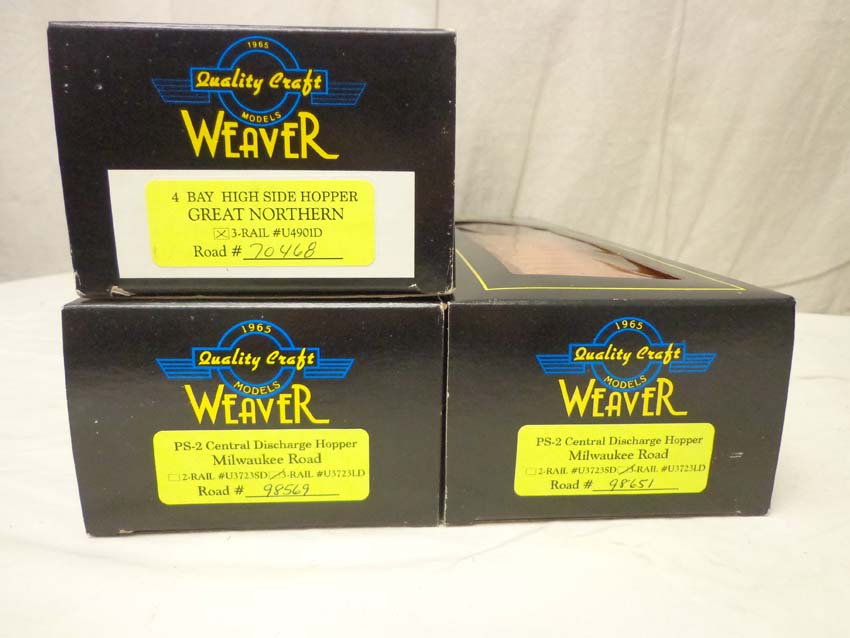 1965
Quality Craft
MODELS
WEAVER
4 BAY HIGH SIDE HOPPER
GREAT NORTHERN
3-RAIL #U4901D
Road # 70468
1965
Quality Craft
MODELS
WEAVER
PS-2 Central Discharge Hopper
Milwaukee Road
2-RAIL #U3723SD 3-RAIL #U3723LD
Road # 98569
1965
Quality Craft
MODELS
WEAVER
PS-2 Central Discharge Hopper
Milwaukee Road
2-RAIL #U3723SD 3-RAIL #U3723LD
Road # 98651